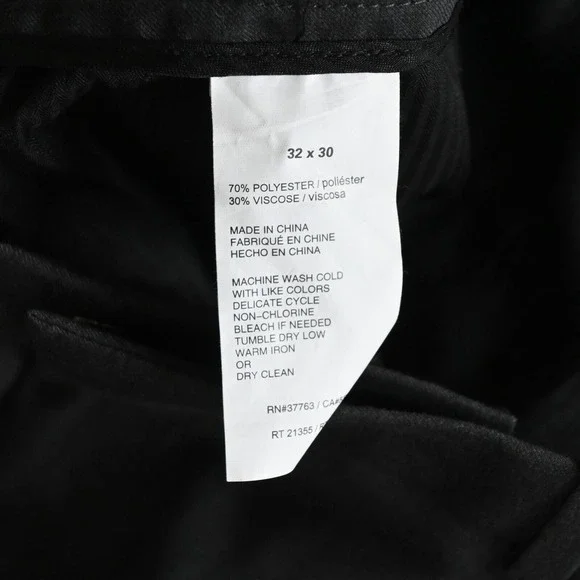 32 x 30
70% POLYESTER / poliéster
30% VISCOSE / viscosa
MADE IN CHINA
FABRIQUÉ EN CHINE
HECHO EN CHINA
MACHINE WASH COLD
WITH LIKE COLORS
DELICATE CYCLE
NON-CHLORINE
BLEACH IF NEEDED
TUMBLE DRY LOW
WARM IRON
OR
DRY CLEAN
RN#37763 / CA#
RT 21355 /